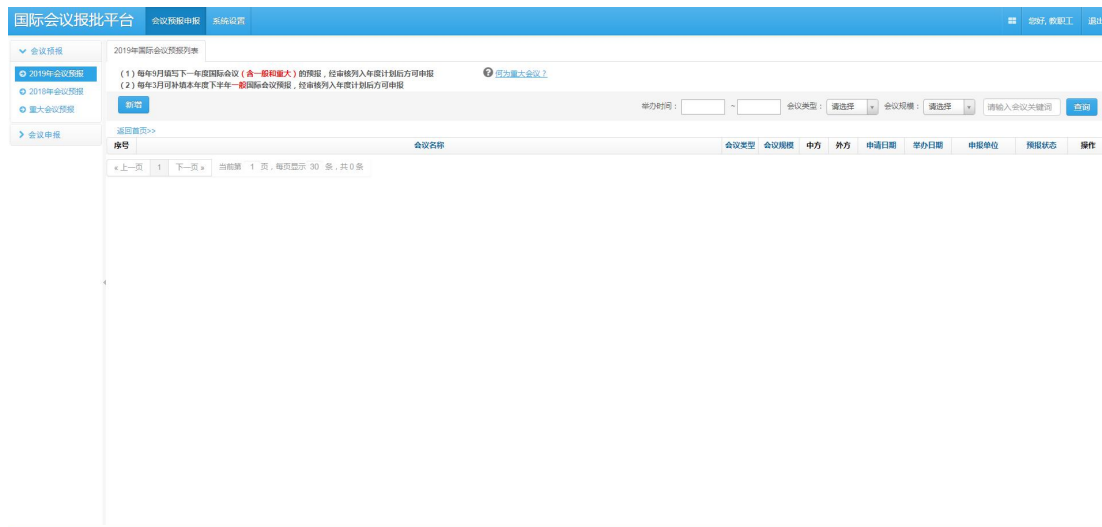 国际会议报批平台 会议预报申报 系统设置 您好, 教职工 退出
会议预报
2019年会议预报
2018年会议预报
重大会议预报
会议申报
2019年国际会议预报列表
(1)每年9月填写下一年度国际会议(含一般和重大)的预报,经审核列入年度计划后方可申报 何为重大会议?
(2)每年3月可补填本年度下半年一般国际会议预报,经审核列入年度计划后方可申报
新增 举办时间: ~ 会议类型: 请选择 会议规模: 请选择 请输入会议关键词 查询
返回首页>>
序号 会议名称 会议类型 会议规模 中方 外方 申请日期 举办日期 申报单位 预报状态 操作
« 上一页 1 下一页 » 当前第 1 页,每页显示 30 条,共 0 条